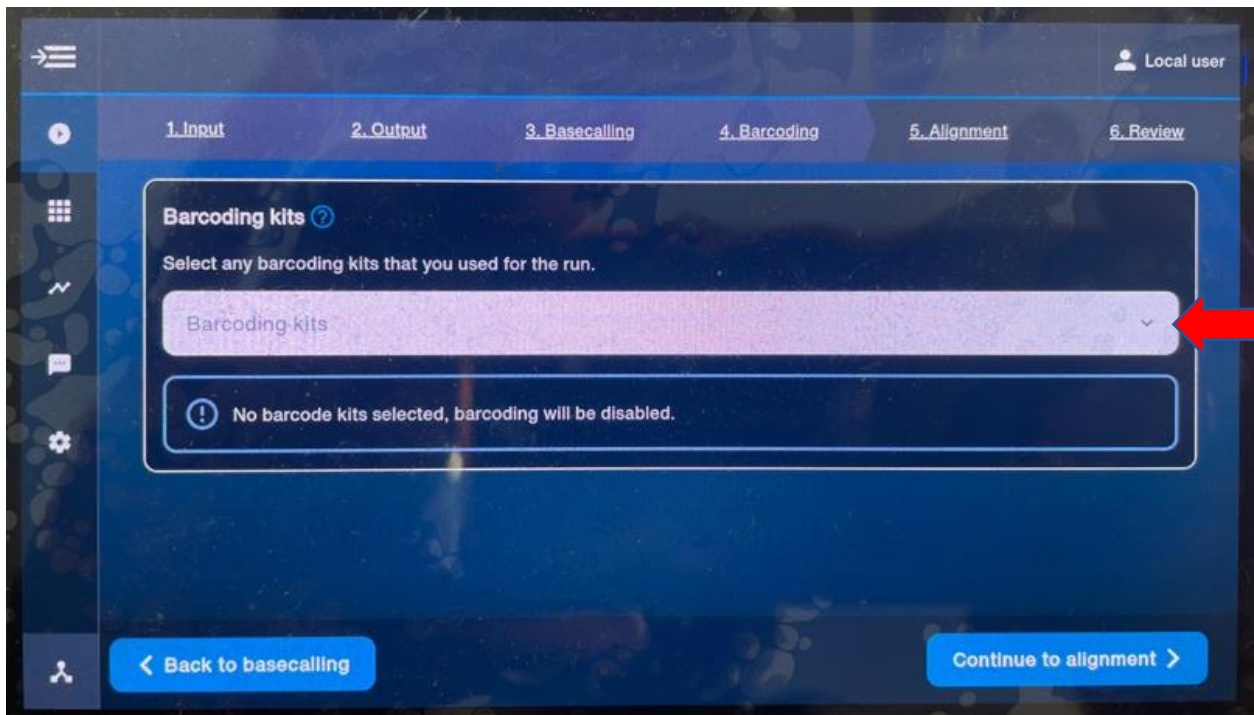 Local user
1. Input 2. Output 3. Basecalling 4. Barcoding 5. Alignment 6. Review
Barcoding kits ?
Select any barcoding kits that you used for the run.
Barcoding kits
! No barcode kits selected, barcoding will be disabled.
Back to basecalling Continue to alignment